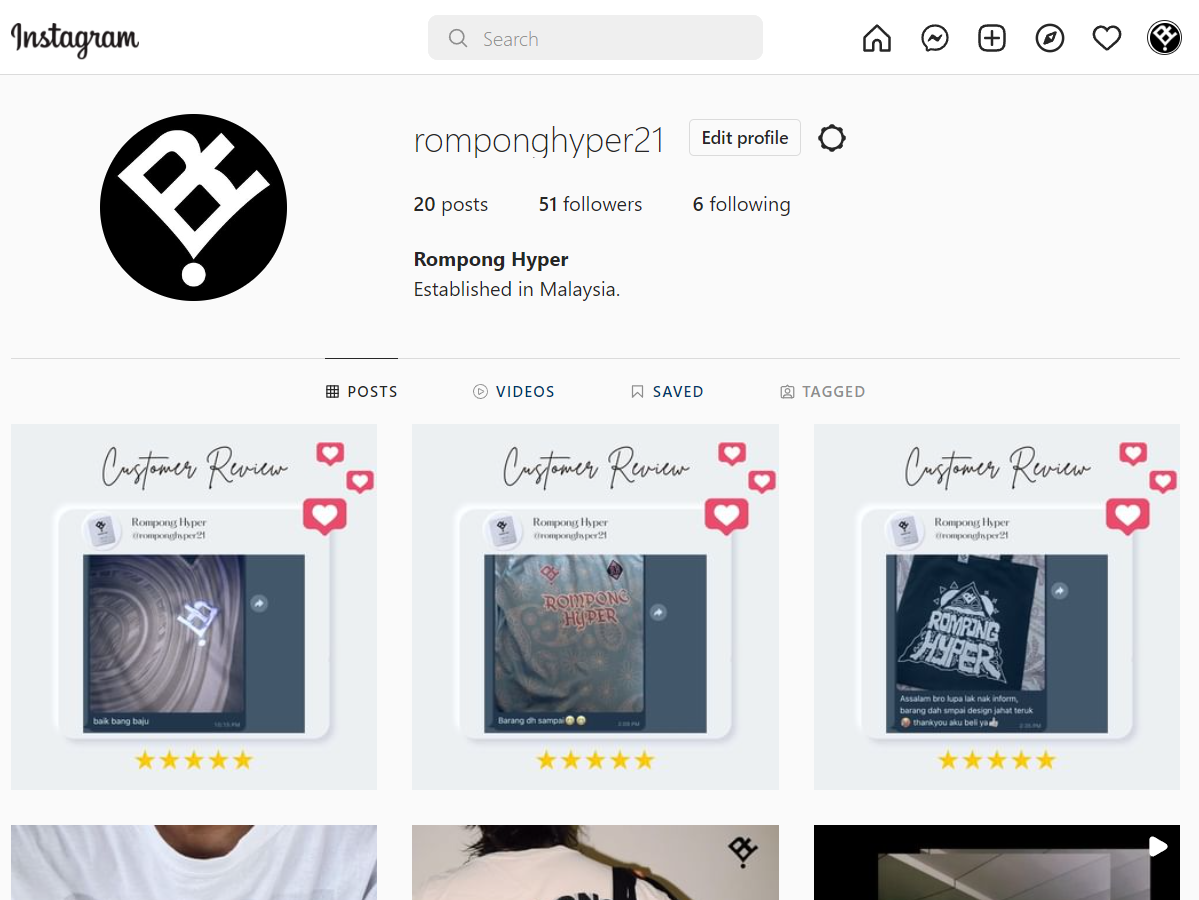 Instagram
Search
romponghyper21
Edit profile
20 posts
51 followers
6 following
Rompong Hyper
Established in Malaysia.
POSTS
VIDEOS
SAVED
TAGGED
Customer Review
Rompong Hyper
@romponghyper21
baik bang baju
10:10 PM
Customer Review
Rompong Hyper
@romponghyper21
ROMPONG
HYPER
Barang dh sampai😁😁
2:09 PM
Customer Review
Rompong Hyper
@romponghyper21
ROMPONG
HYPER
Assalam bro lupa lak nak inform,
barang dah smpai design jahat teruk
🥵 thankyou aku beli ya👍